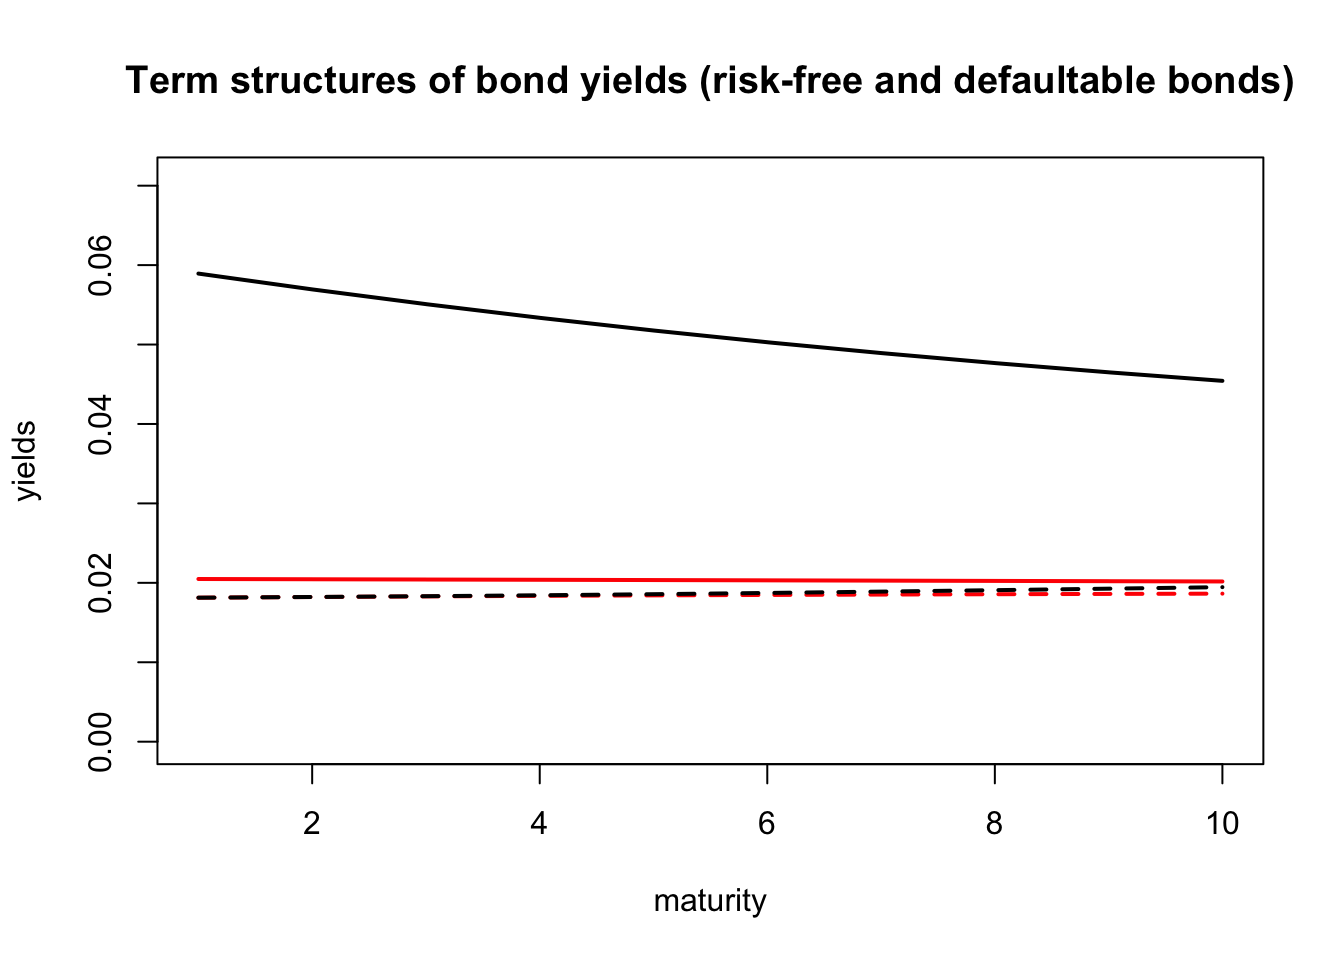 Term structures of bond yields (risk-free and defaultable bonds)
yields
0.06
0.04
0.02
0.00
2 4 6 8 10
maturity